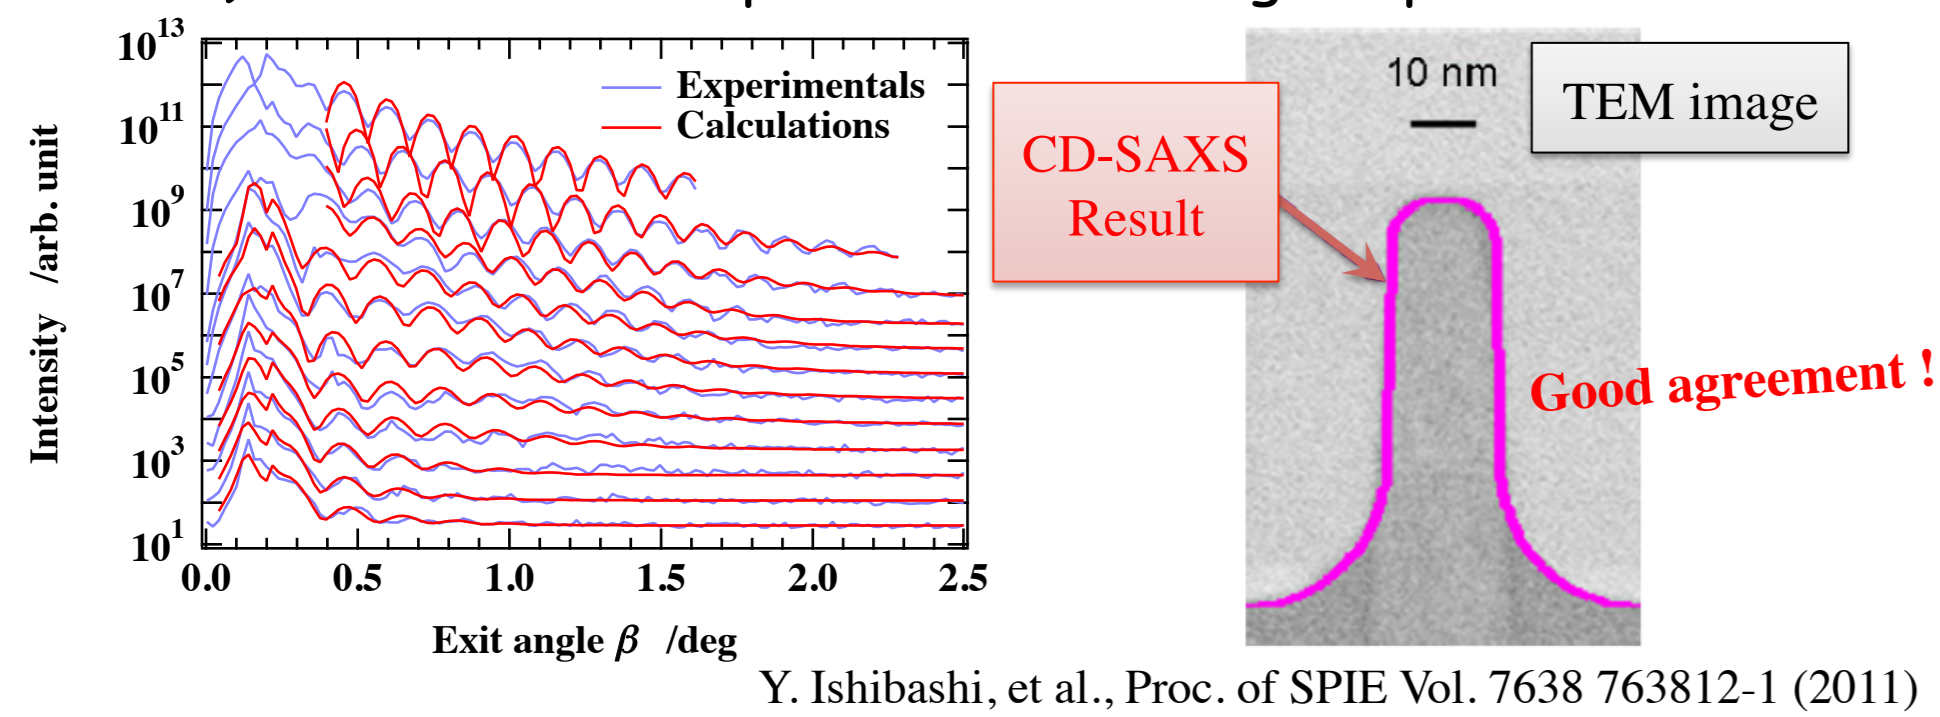 10^13
10^11
9
10^9
10^7
10^5
10^3
10^1
0.0 0.5 1.0 1.5 2.0 2.5
Intensity /arb. unit
Exit angle β /deg
Experimentals
Calculations
CD-SAXS
Result
10 nm
TEM image
Good agreement !
Y. Ishibashi, et al., Proc. of SPIE Vol. 7638 763812-1 (2011)